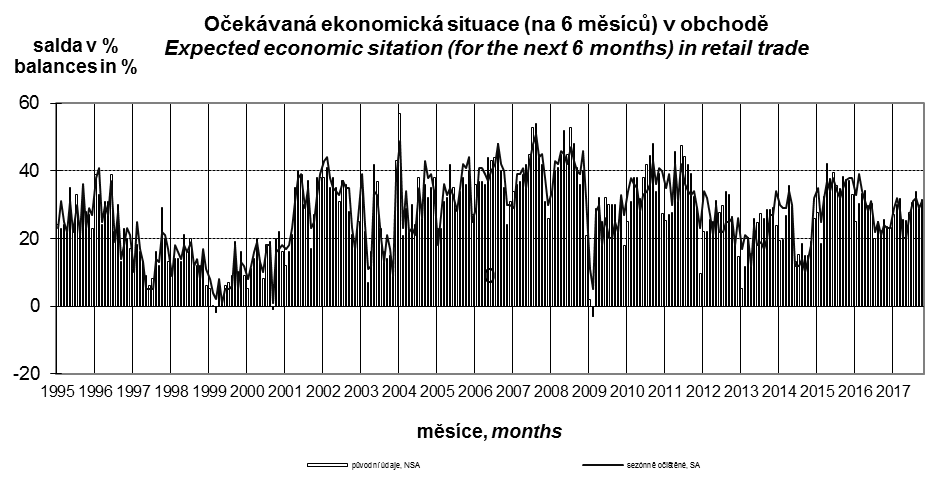 Očekávaná ekonomická situace (na 6 měsíců) v obchodě
Expected economic sitation (for the next 6 months) in retail trade
salda v %
balances in %
60
40
20
0
-20
1995 1996 1997 1998 1999 2000 2001 2002 2003 2004 2005 2006 2007 2008 2009 2010 2011 2012 2013 2014 2015 2016 2017
měsíce, months
původní údaje, NSA
sezónně očištěné, SA